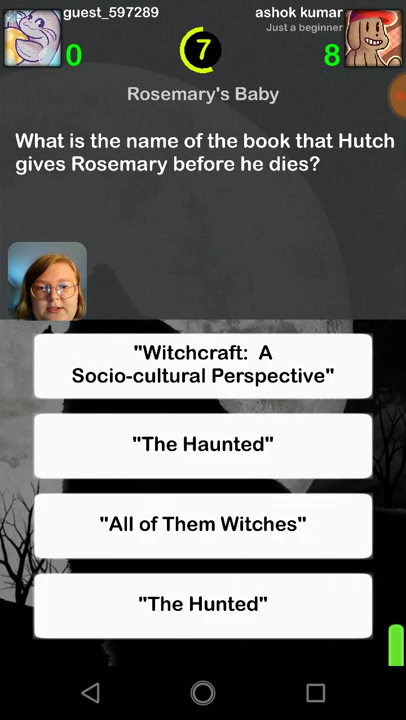 guest_597289
ashok kumar
Just a beginner
0
7
8
Rosemary's Baby
What is the name of the book that Hutch
gives Rosemary before he dies?
"Witchcraft: A
Socio-cultural Perspective"
"The Haunted"
"All of Them Witches"
"The Hunted"